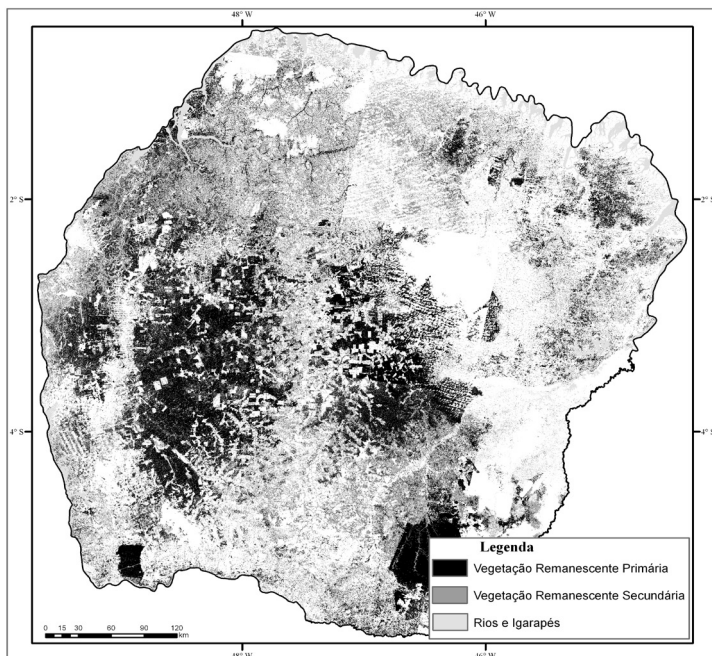 48° W
46° W
2° S
2° S
4° S
4° S
Legenda
Vegetação Remanescente Primária
Vegetação Remanescente Secundária
Rios e Igarapés
0 15 30 60 90 120
km
48° W
46° W